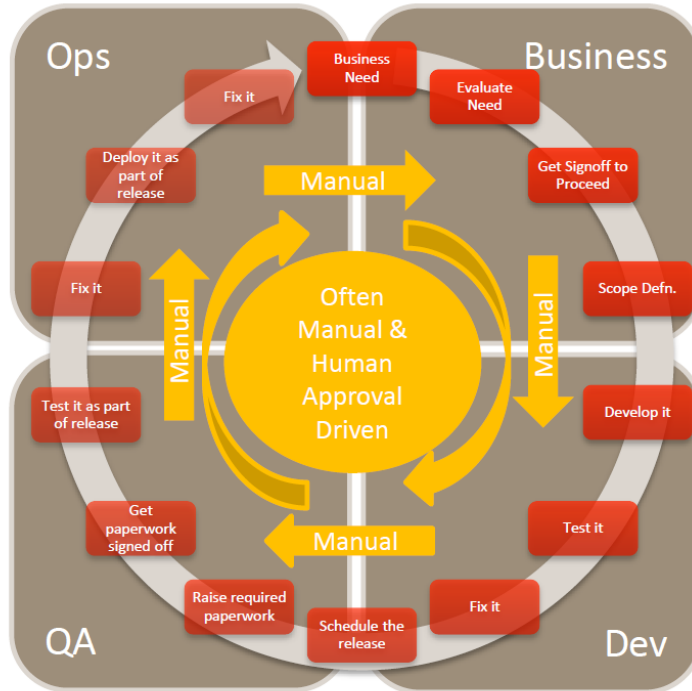 Ops
Business
Business
Need
Evaluate
Need
Get Signoff to
Proceed
Scope Defn.
Develop it
Test it
Fix it
Schedule the
release
Raise required
paperwork
Get
paperwork
signed off
Test it as part
of release
Fix it
Deploy it as
part of
release
Fix it
Manual
Manual
Manual
Manual
Often
Manual &
Human
Approval
Driven
QA
Dev